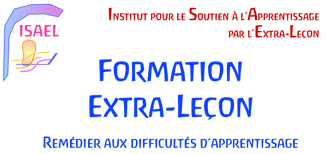 ISAEL
Institut pour le Soutien à l´Apprentissage
par l´Extra-Leçon
Formation
Extra-Leçon
Remédier aux difficultés d´apprentissage